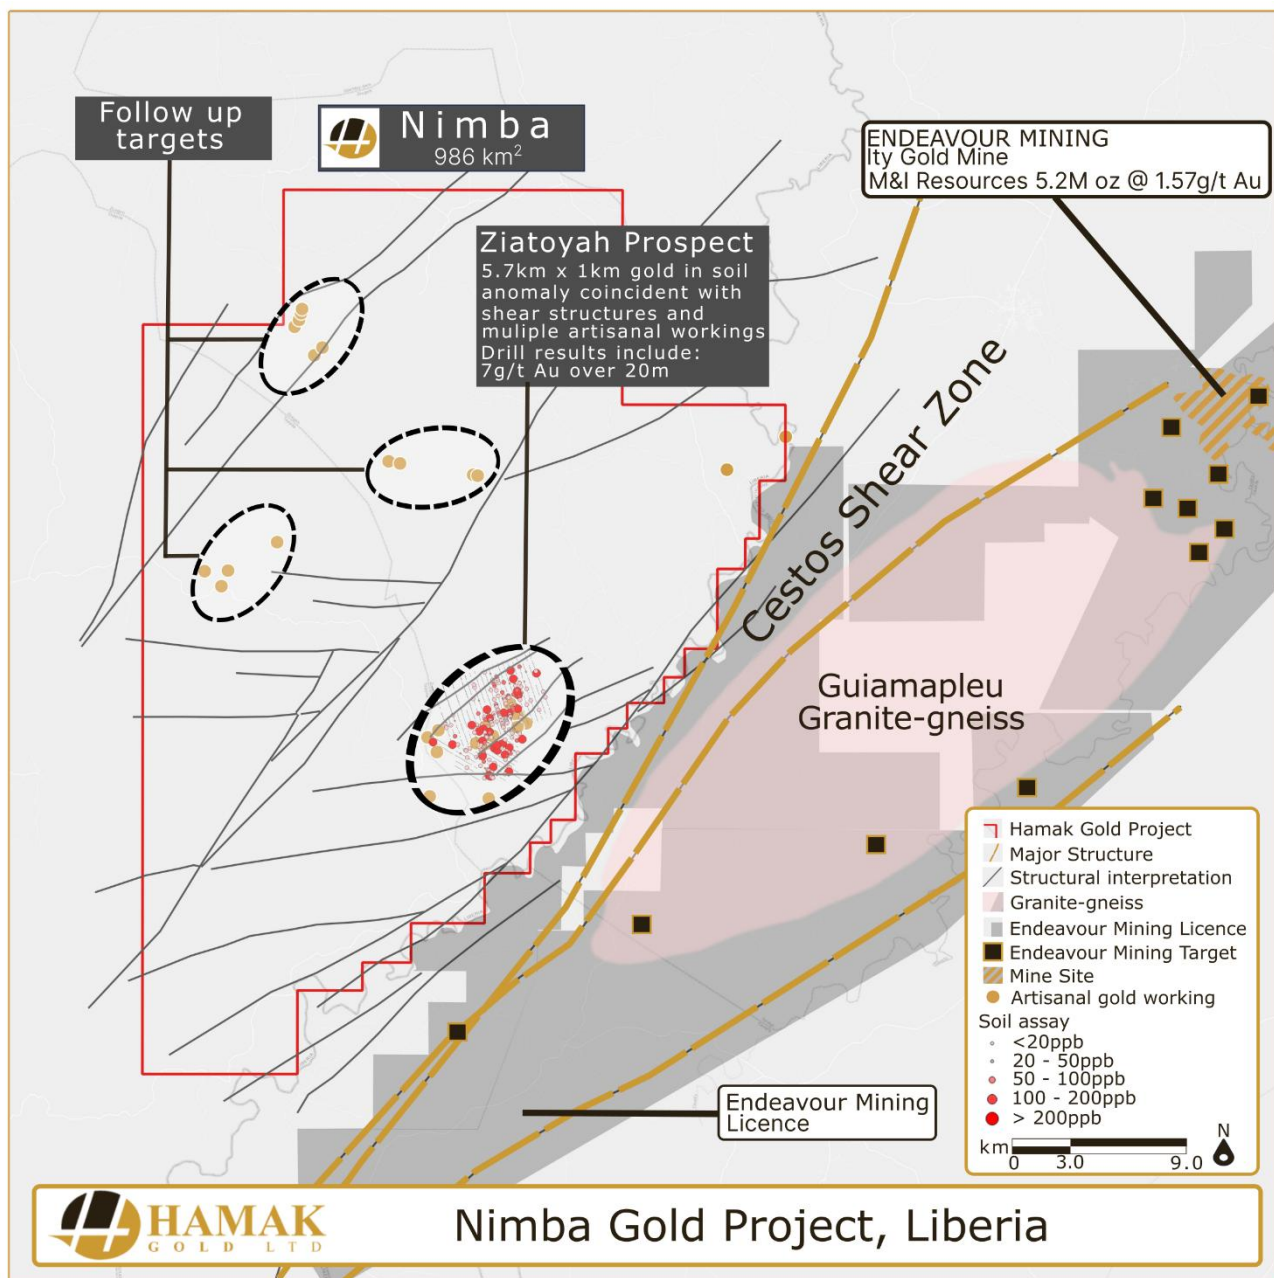 Follow up
targets
Nimba
986 km²
ENDEAVOUR MINING
Ity Gold Mine
M&I Resources 5.2M oz @ 1.57g/t Au
Ziatoyah Prospect
5.7km x 1km gold in soil
anomaly coincident with
shear structures and
muliple artisanal workings
Drill results include:
7g/t Au over 20m
Cestos Shear Zone
Guiamapleu
Granite-gneiss
Hamak Gold Project
Major Structure
Structural interpretation
Granite-gneiss
Endeavour Mining Licence
Endeavour Mining Target
Mine Site
Artisanal gold working
Soil assay
<20ppb
20 - 50ppb
50 - 100ppb
100 - 200ppb
> 200ppb
km
0 3.0 9.0
N
Endeavour Mining
Licence
HAMAK
GOLD LTD
Nimba Gold Project, Liberia